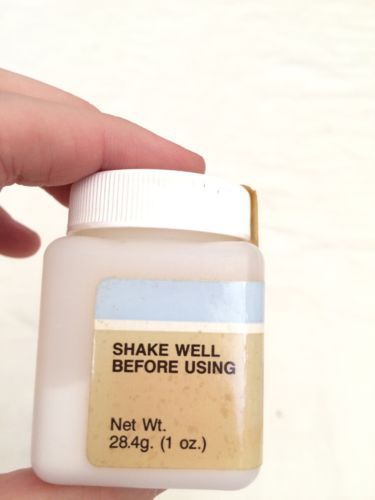 SHAKE WELL
BEFORE USING
Net Wt.
28.4g. (1 oz.)